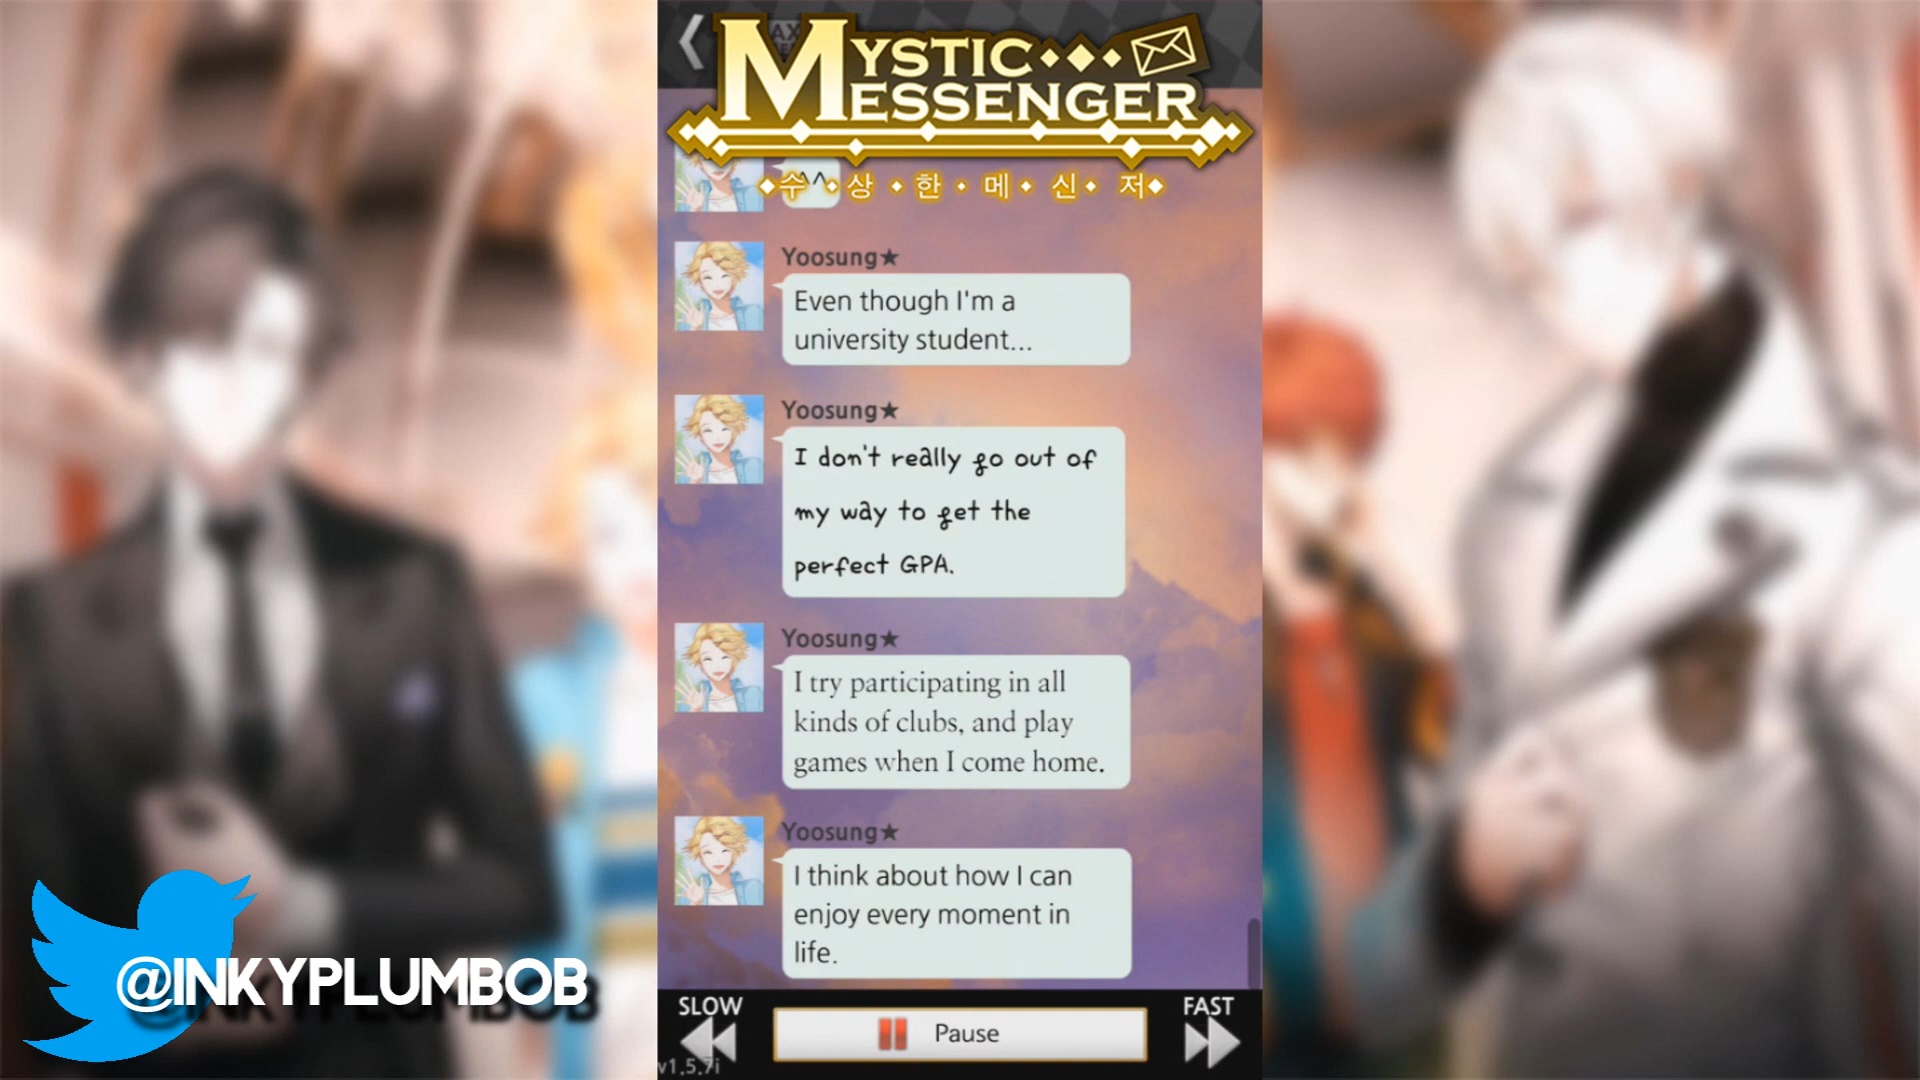 MYSTIC
MESSENGER
수상한메신저
^^
Yoosung★
Even though I'm a
university student...
Yoosung★
I don't really go out of
my way to get the
perfect GPA.
Yoosung★
I try participating in all
kinds of clubs, and play
games when I come home.
Yoosung★
I think about how I can
enjoy every moment in
life.
@INKYPLUMBOB
SLOW
Pause
FAST
v1.5.7i